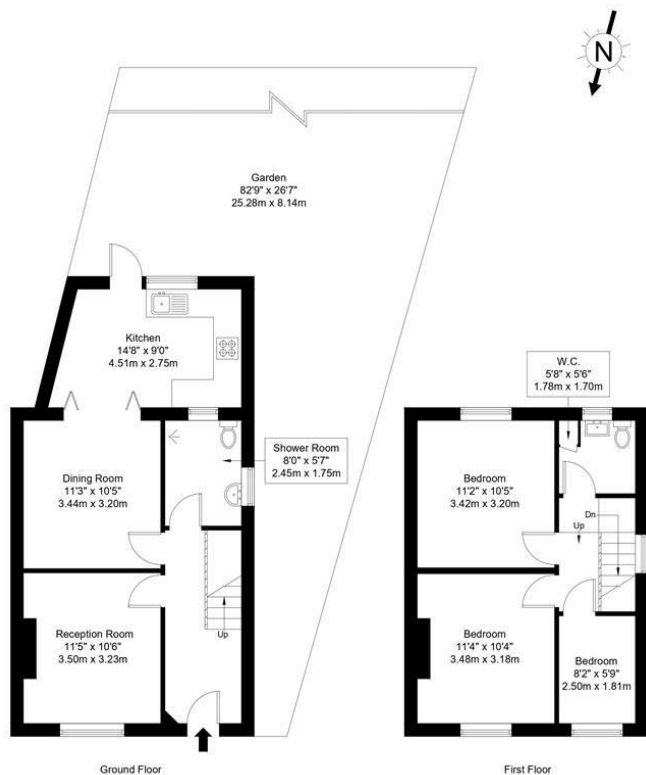 N
Garden
82'9" x 26'7"
25.28m x 8.14m
Kitchen
14'8" x 9'0"
4.51m x 2.75m
W.C.
5'8" x 5'6"
1.78m x 1.70m
Shower Room
8'0" x 5'7"
2.45m x 1.75m
Dining Room
11'3" x 10'5"
3.44m x 3.20m
Bedroom
11'2" x 10'5"
3.42m x 3.20m
Dn
Up
Reception Room
11'5" x 10'6"
3.50m x 3.23m
Up
Bedroom
11'4" x 10'4"
3.48m x 3.18m
Bedroom
8'2" x 5'9"
2.50m x 1.81m
Ground Floor
First Floor